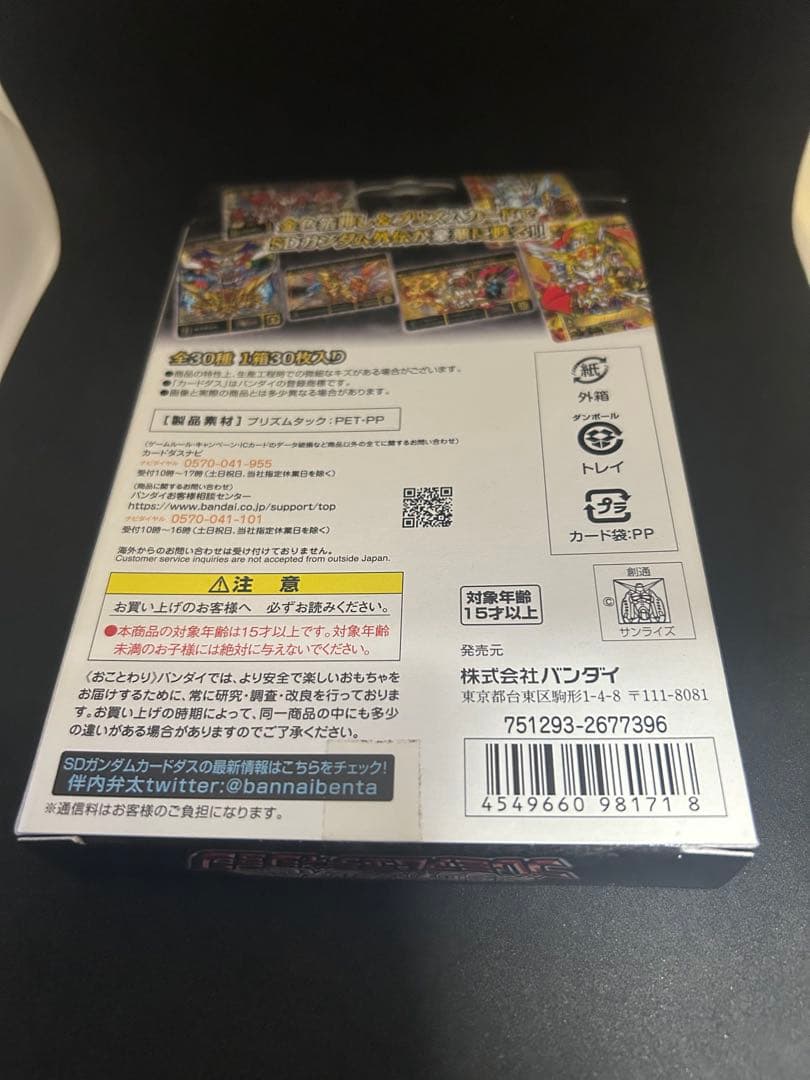 金色箔押し&プリズムカードで
SDガンダム外伝が豪華に甦る!!
全30種 1箱30枚入り
●商品の特性上、生産工程間での微細なキズがある場合がございます。
●「カードダス」はバンダイの登録商標です。
●画像と実際の商品とは多少異なる場合があります。
【製品素材】プリズムタック:PET・PP
〈ゲームルール・キャンペーン・ICカードのデータ破損など商品以外の全てに関するお問い合わせ〉
カードダスナビ
ナビダイヤル 0570-041-955
受付10時〜17時(土日祝日、当社指定休業日を除く)
〈商品に関するお問い合わせ〉
バンダイお客様相談センター
https://www.bandai.co.jp/support/top
ナビダイヤル 0570-041-101
受付10時〜16時(土日祝日、当社指定休業日を除く)
海外からのお問い合わせは受け付けておりません。
Customer service inquiries are not accepted from outside Japan.
⚠注 意
お買い上げのお客様へ 必ずお読みください。
●本商品の対象年齢は15才以上です。対象年齢
未満のお子様には絶対に与えないでください。
《おことわり》バンダイでは、より安全で楽しいおもちゃを
お届けするために、常に研究・調査・改良を行っておりま
す。お買い上げの時期によって、同一商品の中にも多少
の違いがある場合がありますのでご了承ください。
SDガンダムカードダスの最新情報はこちらをチェック!
伴内弁太twitter:@bannaibenta
※通信料はお客様のご負担になります。
紙
外箱
ダンボール
トレイ
プラ
カード袋:PP
対象年齢
15才以上
©
創通
サンライズ
発売元
株式会社バンダイ
東京都台東区駒形1-4-8 〒111-8081
751293-2677396
4549660 98171 8